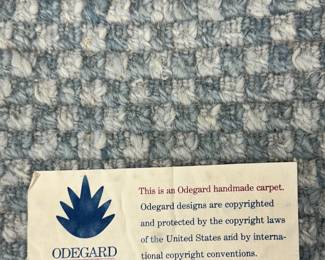 This is an Odegard handmade carpet.
Odegard designs are copyrighted
and protected by the copyright laws
of the United States and by interna-
tional copyright conventions.
ODEGARD